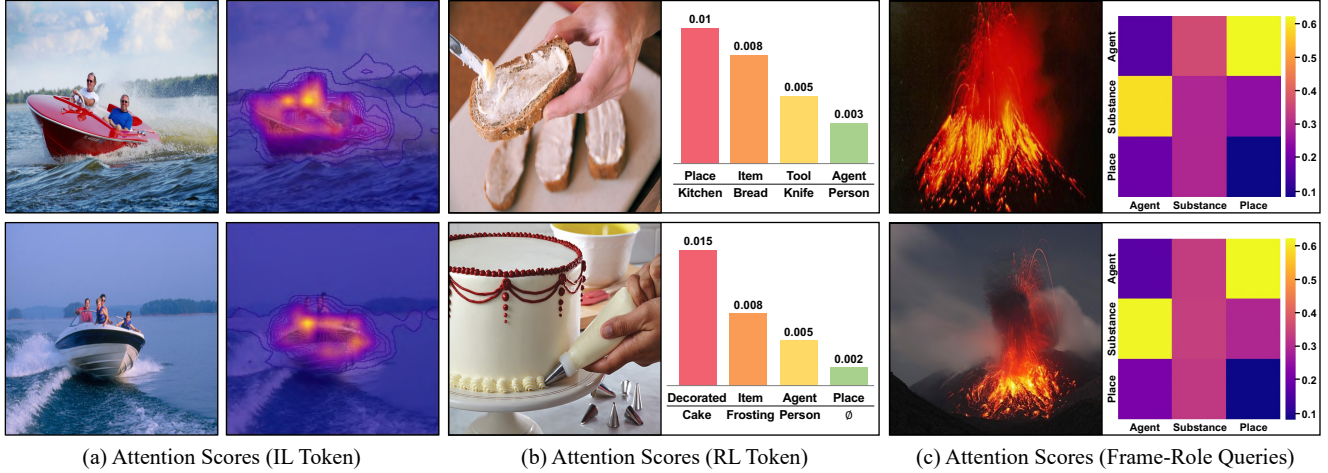 0.01
0.008
0.005
0.003
Place Item Tool Agent
Kitchen Bread Knife Person
Agent
Substance
Place
Agent Substance Place
0.6
0.5
0.4
0.3
0.2
0.1
0.015
0.008
0.005
0.002
Decorated Item Agent Place
Cake Frosting Person ∅
Agent
Substance
Place
Agent Substance Place
0.6
0.5
0.4
0.3
0.2
0.1
(a) Attention Scores (IL Token)
(b) Attention Scores (RL Token)
(c) Attention Scores (Frame-Role Queries)